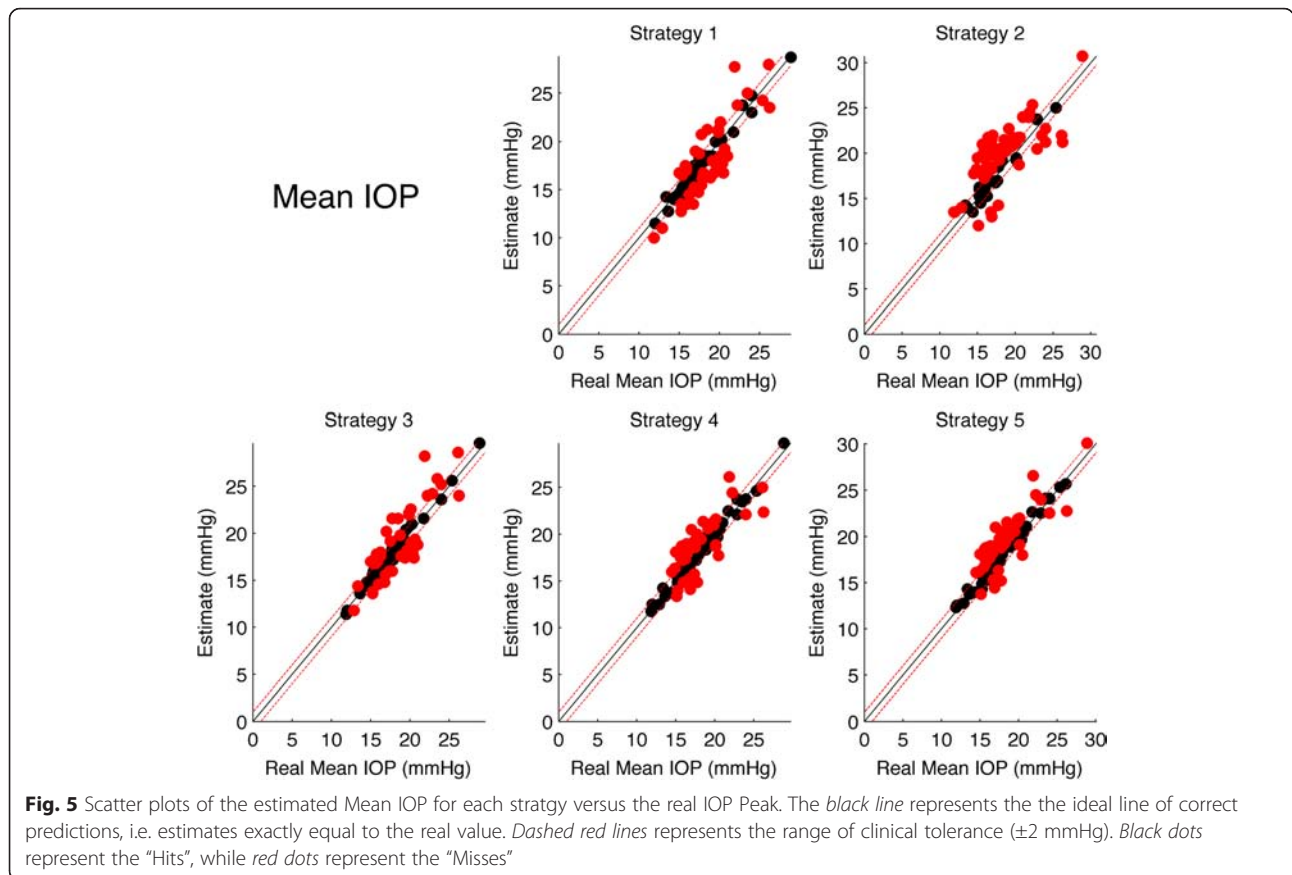 Strategy 1
Strategy 2
Mean IOP
Estimate (mmHg)
25
20
15
10
5
0
0 5 10 15 20 25
Real Mean IOP (mmHg)
Estimate (mmHg)
30
25
20
15
10
5
0
0 5 10 15 20 25 30
Real Mean IOP (mmHg)
Strategy 3
Strategy 4
Strategy 5
Estimate (mmHg)
25
20
15
10
5
0
0 5 10 15 20 25
Real Mean IOP (mmHg)
Estimate (mmHg)
25
20
15
10
5
0
0 5 10 15 20 25
Real Mean IOP (mmHg)
Estimate (mmHg)
30
25
20
15
10
5
0
0 5 10 15 20 25 30
Real Mean IOP (mmHg)
Fig. 5 Scatter plots of the estimated Mean IOP for each stratgy versus the real IOP Peak. The black line represents the the ideal line of correct
predictions, i.e. estimates exactly equal to the real value. Dashed red lines represents the range of clinical tolerance (±2 mmHg). Black dots
represent the “Hits”, while red dots represent the “Misses”